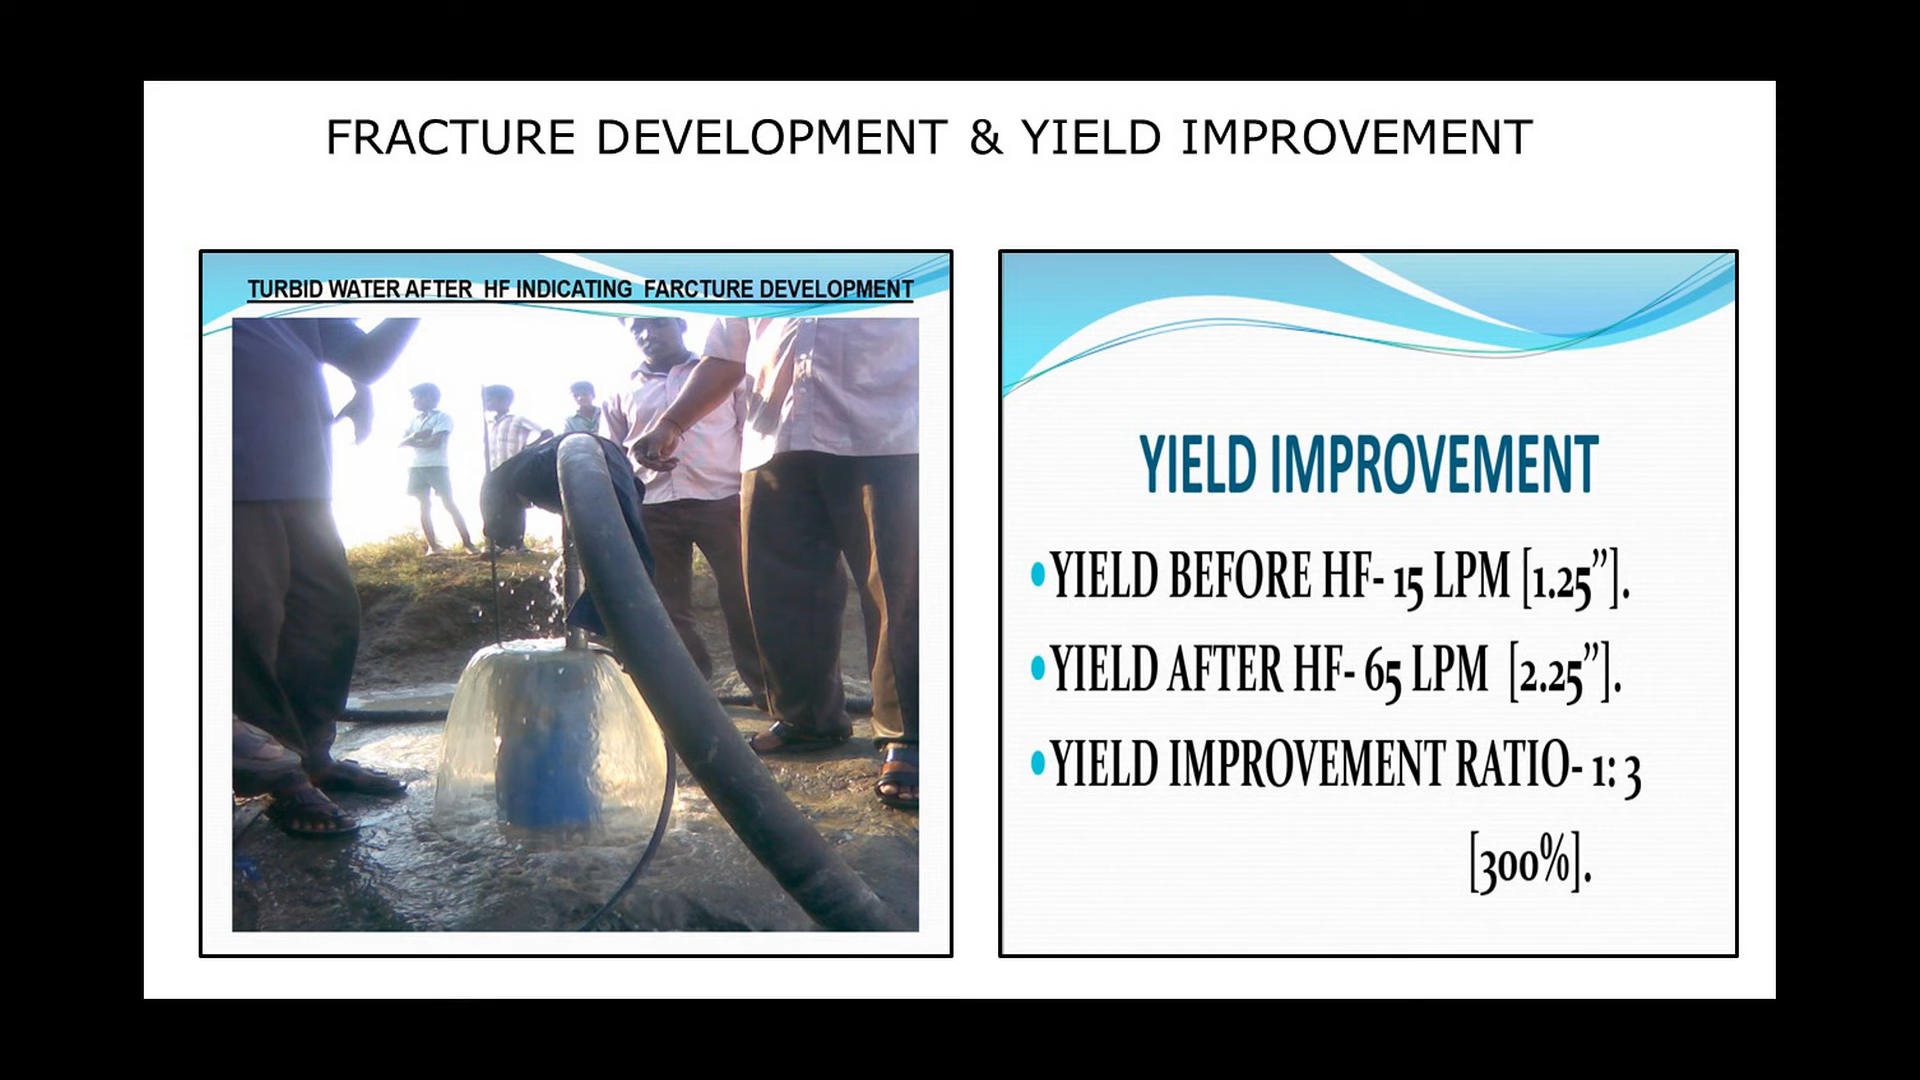 FRACTURE DEVELOPMENT & YIELD IMPROVEMENT
TURBID WATER AFTER HF INDICATING FARCTURE DEVELOPMENT
YIELD IMPROVEMENT
•YIELD BEFORE HF- 15 LPM [1.25”].
•YIELD AFTER HF- 65 LPM [2.25”].
•YIELD IMPROVEMENT RATIO- 1: 3
[300%].